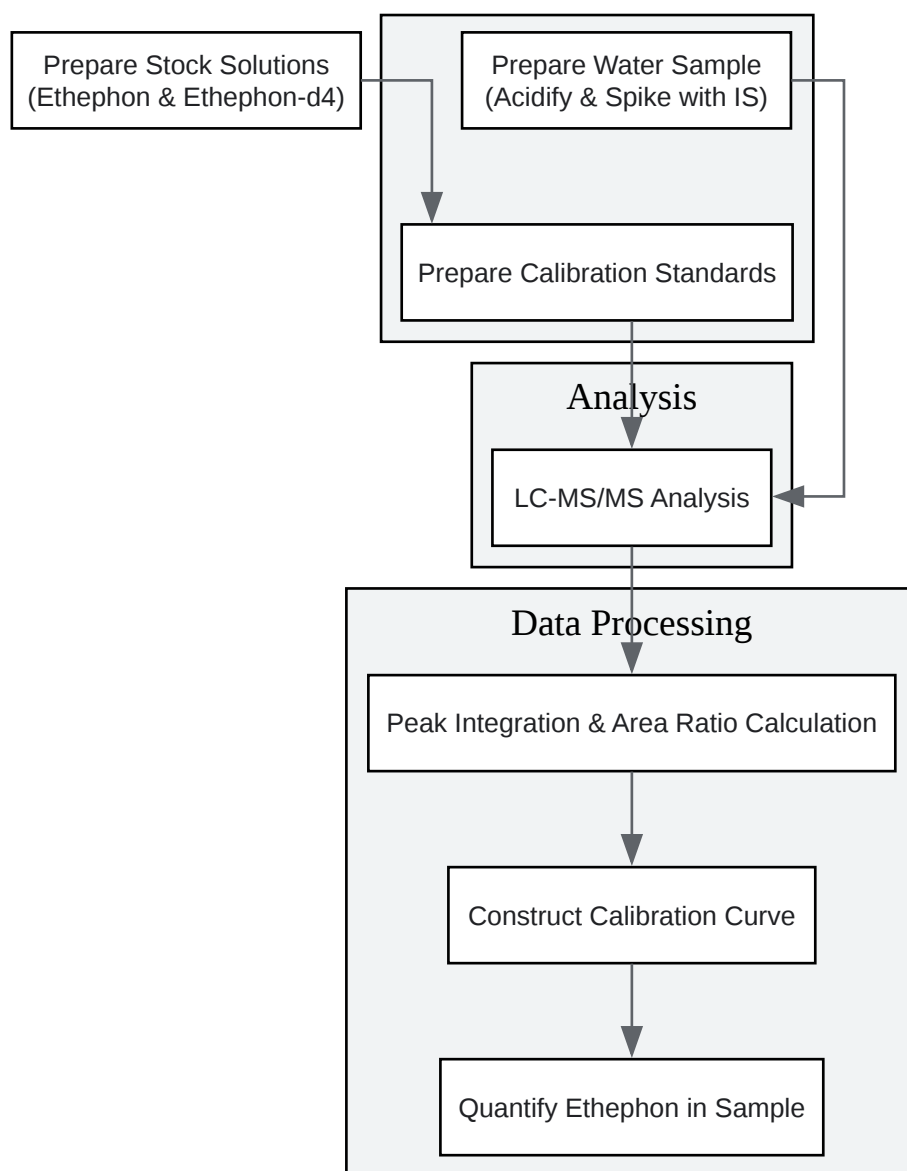 Prepare Stock Solutions
(Ethephon & Ethephon-d4)
Prepare Water Sample
(Acidify & Spike with IS)
Prepare Calibration Standards
Analysis
LC-MS/MS Analysis
Data Processing
Peak Integration & Area Ratio Calculation
Construct Calibration Curve
Quantify Ethephon in Sample